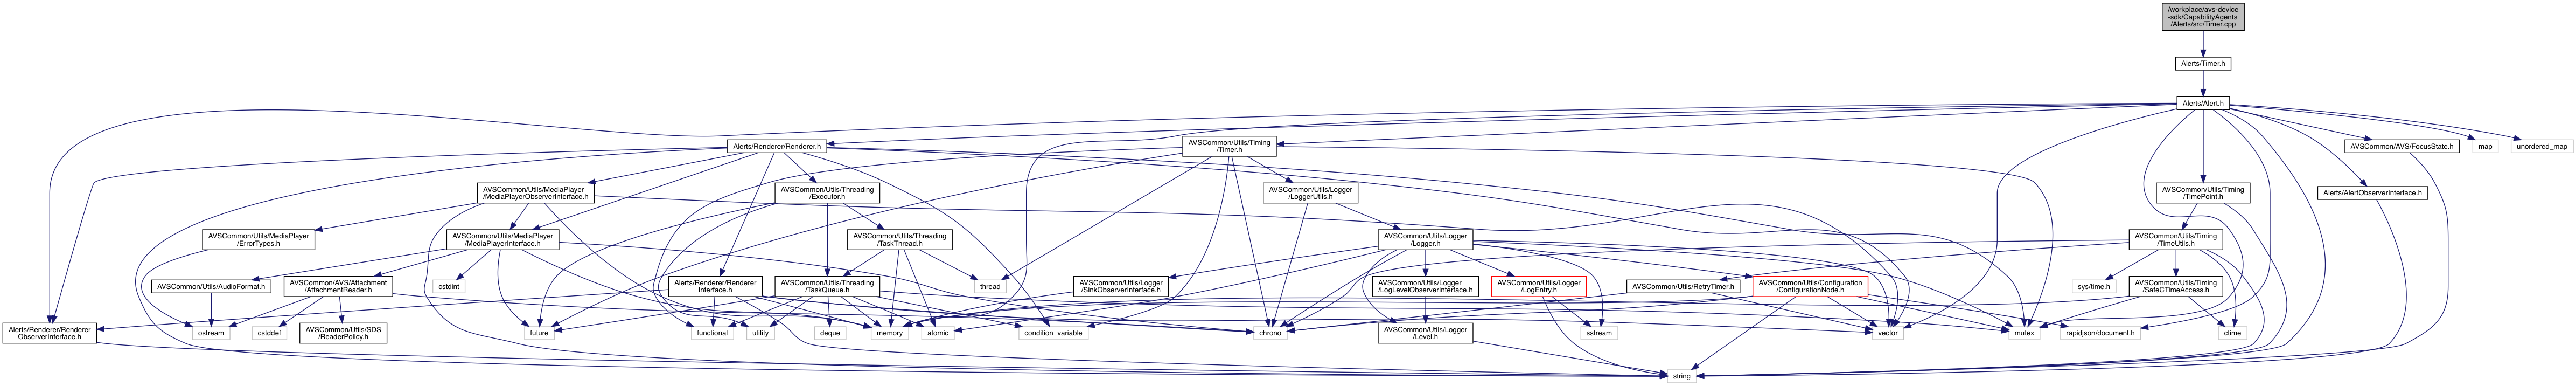 /workplace/avs-device
-sdk/CapabilityAgents
/Alerts/src/Timer.cpp
Alerts/Timer.h
Alerts/Alert.h
Alerts/Renderer/Renderer.h
AVSCommon/Utils/Timing
/Timer.h
AVSCommon/AVS/FocusState.h
map
unordered_map
AVSCommon/Utils/MediaPlayer
/MediaPlayerObserverInterface.h
AVSCommon/Utils/Threading
/Executor.h
AVSCommon/Utils/Logger
/LoggerUtils.h
AVSCommon/Utils/Timing
/TimePoint.h
Alerts/AlertObserverInterface.h
AVSCommon/Utils/MediaPlayer
/ErrorTypes.h
AVSCommon/Utils/MediaPlayer
/MediaPlayerInterface.h
AVSCommon/Utils/Threading
/TaskThread.h
AVSCommon/Utils/Logger
/Logger.h
AVSCommon/Utils/Timing
/TimeUtils.h
AVSCommon/Utils/AudioFormat.h
AVSCommon/AVS/Attachment
/AttachmentReader.h
cstdint
Alerts/Renderer/Renderer
Interface.h
AVSCommon/Utils/Threading
/TaskQueue.h
thread
AVSCommon/Utils/Logger
/SinkObserverInterface.h
AVSCommon/Utils/Logger
/LogLevelObserverInterface.h
AVSCommon/Utils/Logger
/LogEntry.h
AVSCommon/Utils/RetryTimer.h
AVSCommon/Utils/Configuration
/ConfigurationNode.h
sys/time.h
AVSCommon/Utils/Timing
/SafeCTimeAccess.h
Alerts/Renderer/Renderer
ObserverInterface.h
ostream
cstddef
AVSCommon/Utils/SDS
/ReaderPolicy.h
future
functional
utility
deque
memory
atomic
condition_variable
chrono
AVSCommon/Utils/Logger
/Level.h
sstream
vector
mutex
rapidjson/document.h
ctime
string